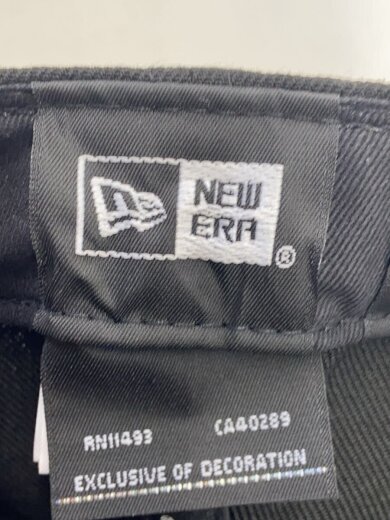 NEW
ERA
®
RN11493 CA40289
EXCLUSIVE OF DECORATION